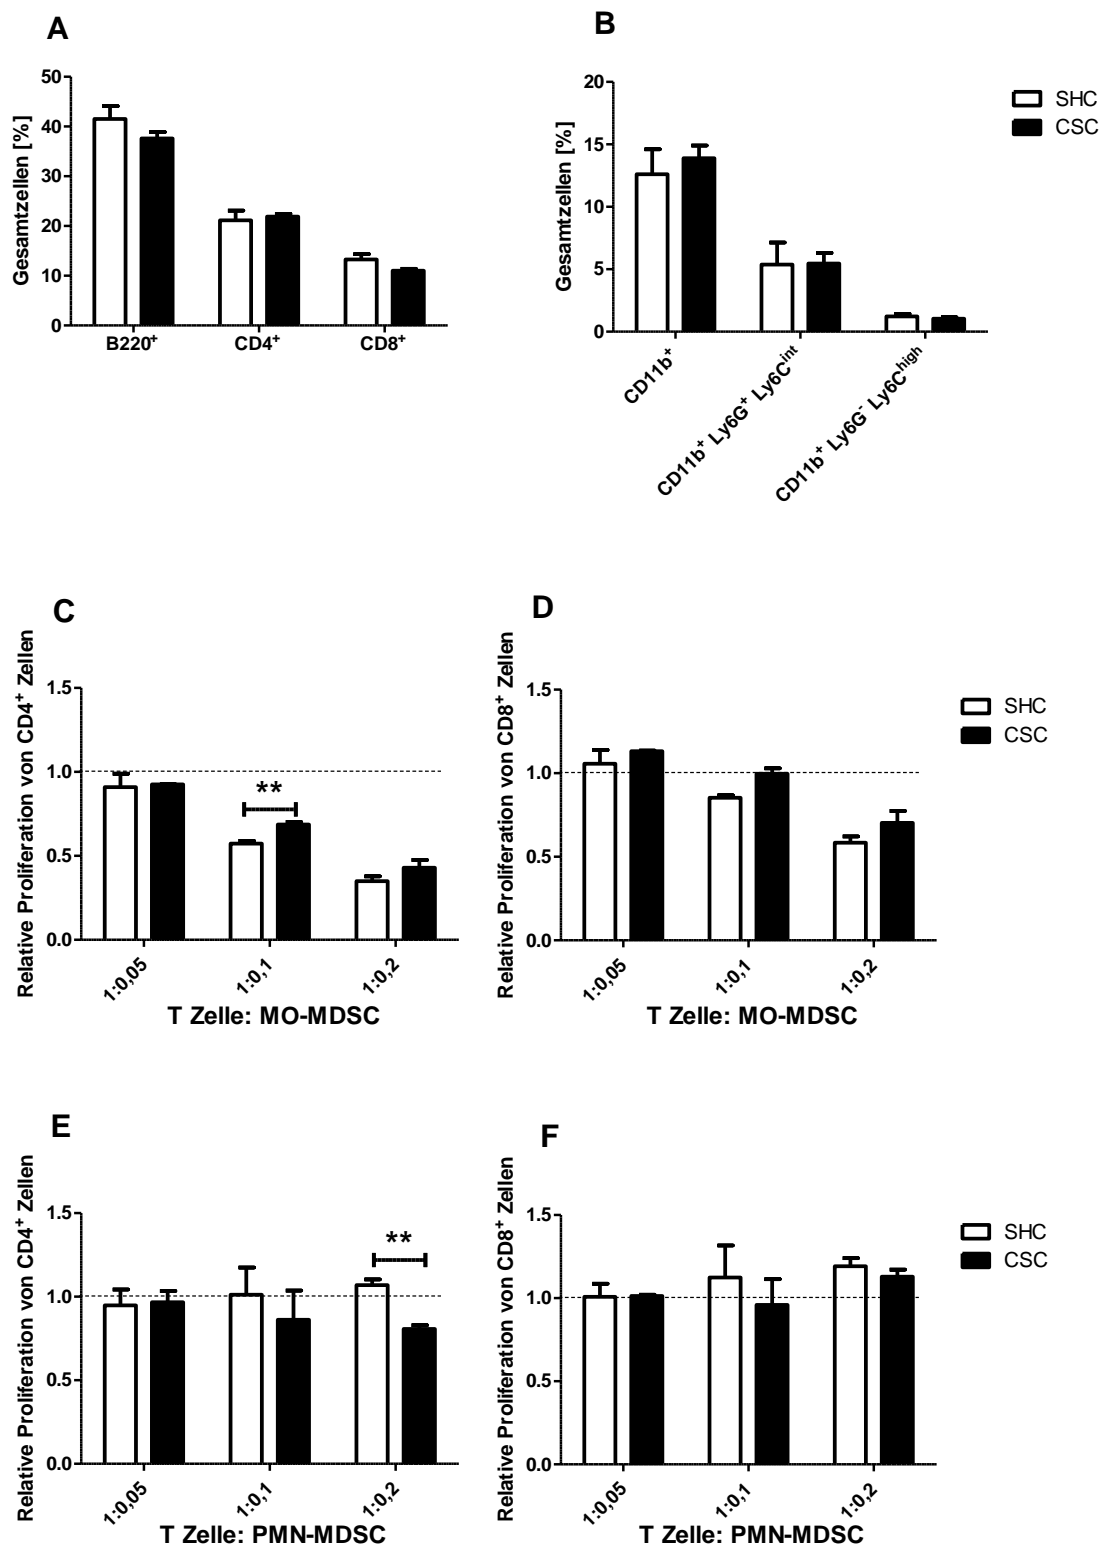 A
Gesamtzellen [%]
50
40
30
20
10
0
B220⁺
CD4⁺
CD8⁺
B
Gesamtzellen [%]
20
15
10
5
0
CD11b⁺
CD11b⁺ Ly6G⁺ Ly6Cⁱⁿᵗ
CD11b⁺ Ly6G⁻ Ly6Cʰⁱᵍʰ
SHC
CSC
C
Relative Proliferation von CD4⁺ Zellen
1.5
1.0
0.5
0.0
**
1:0,05
1:0,1
1:0,2
T Zelle: MO-MDSC
D
Relative Proliferation von CD8⁺ Zellen
1.5
1.0
0.5
0.0
1:0,05
1:0,1
1:0,2
T Zelle: MO-MDSC
SHC
CSC
E
Relative Proliferation von CD4⁺ Zellen
1.5
1.0
0.5
0.0
**
1:0,05
1:0,1
1:0,2
T Zelle: PMN-MDSC
F
Relative Proliferation von CD8⁺ Zellen
1.5
1.0
0.5
0.0
1:0,05
1:0,1
1:0,2
T Zelle: PMN-MDSC
SHC
CSC